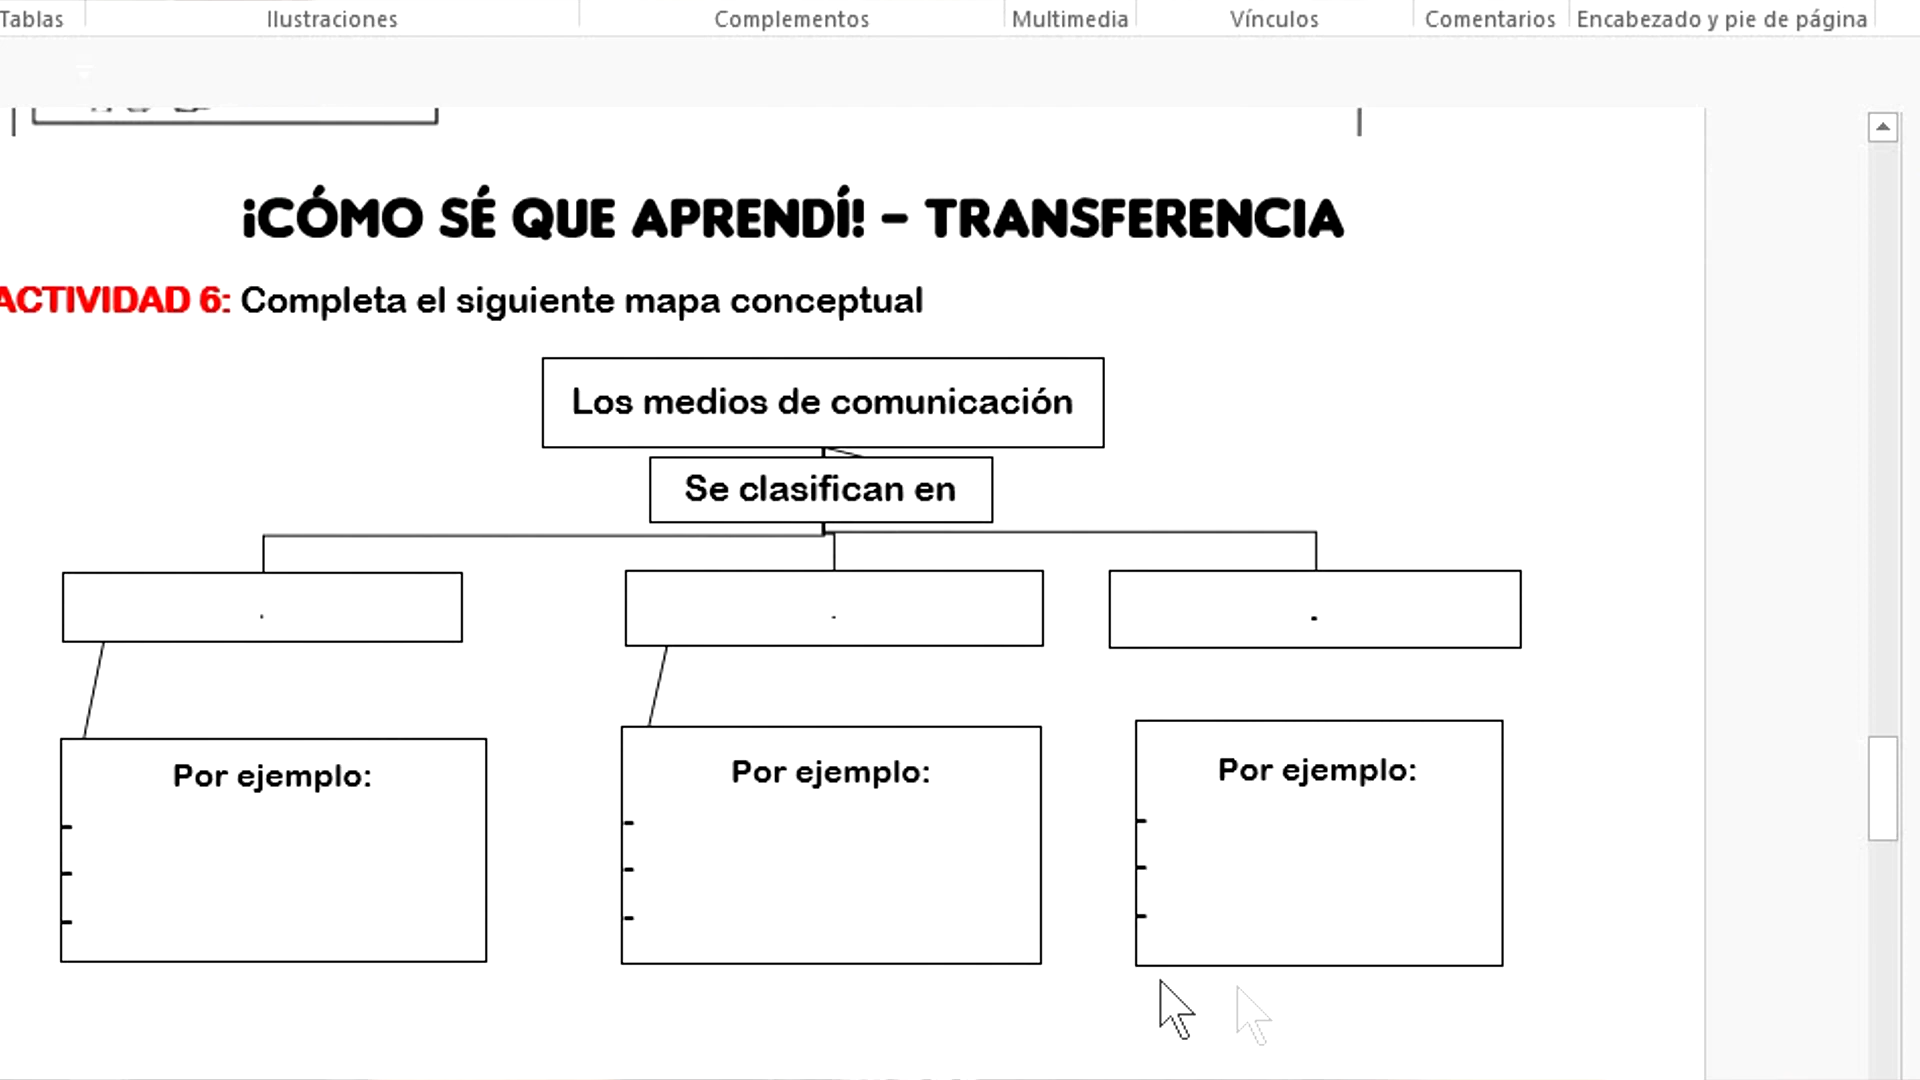 Tablas
Ilustraciones
Complementos
Multimedia
Vínculos
Comentarios
Encabezado y pie de página
¡CÓMO SÉ QUE APRENDÍ! – TRANSFERENCIA
ACTIVIDAD 6: Completa el siguiente mapa conceptual
Los medios de comunicación
Se clasifican en
.
.
.
Por ejemplo:
-
-
-
Por ejemplo:
-
-
-
Por ejemplo:
-
-
-